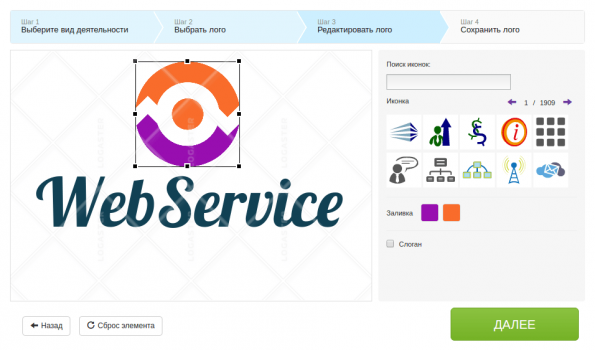 Шаг 1
Выберите вид деятельности
Шаг 2
Выбрать лого
Шаг 3
Редактировать лого
Шаг 4
Сохранить лого
WebService
Поиск иконок:
Иконка
1 / 1909
Заливка
Слоган
Назад
Сброс элемента
ДАЛЕЕ